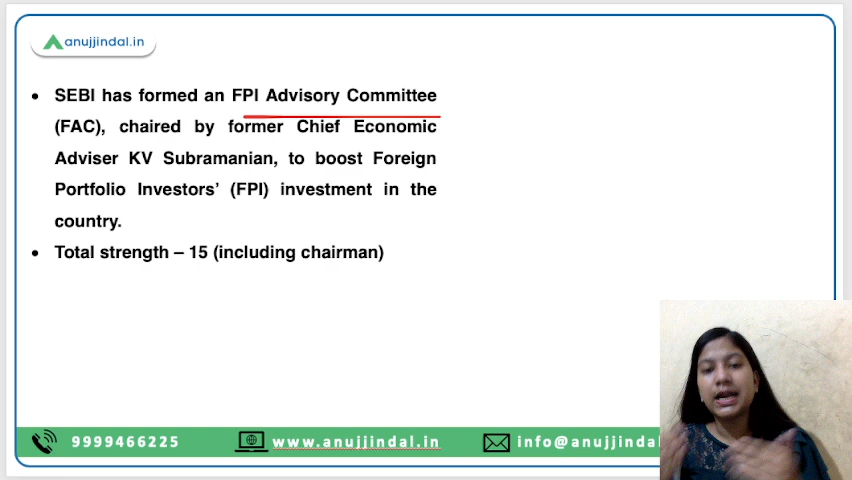 anujjindal.in
• SEBI has formed an FPI Advisory Committee
(FAC), chaired by former Chief Economic
Adviser KV Subramanian, to boost Foreign
Portfolio Investors’ (FPI) investment in the
country.
• Total strength – 15 (including chairman)
9999466225
www.anujjindal.in
info@anujjindal